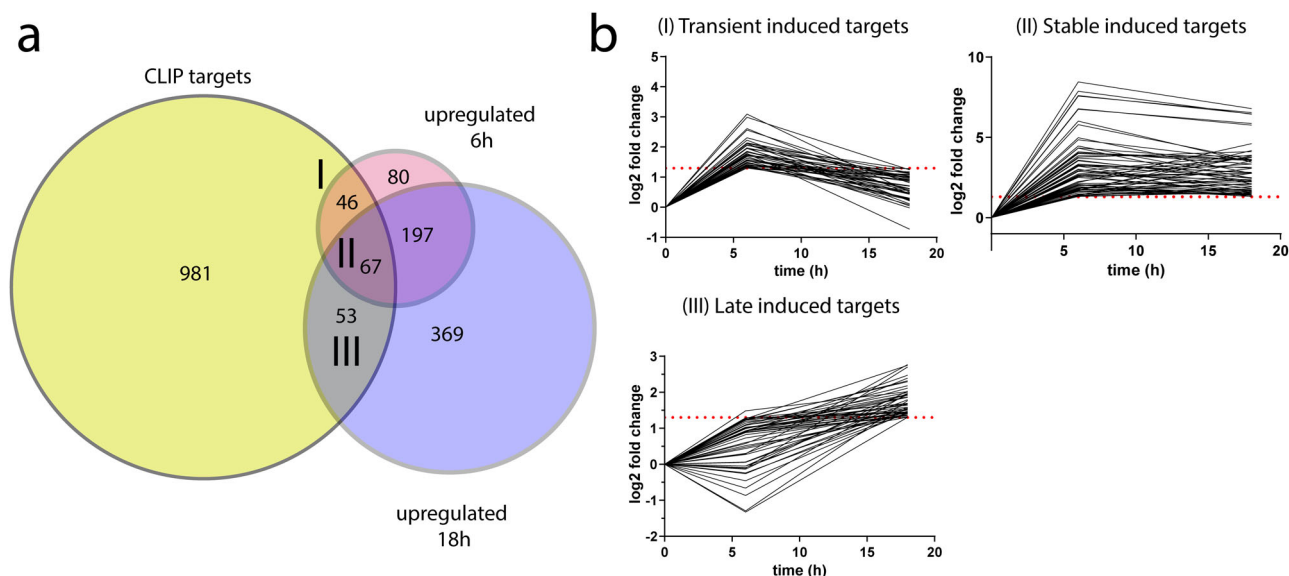 a
CLIP targets
upregulated
6h
I
80
46
197
II 67
981
53
369
III
upregulated
18h
b
(I) Transient induced targets
5
4
3
2
1
0
-1
log2 fold change
0 5 10 15 20
time (h)
(II) Stable induced targets
10
5
0
log2 fold change
0 5 10 15 20
time (h)
(III) Late induced targets
3
2
1
0
-1
-2
log2 fold change
0 5 10 15 20
time (h)